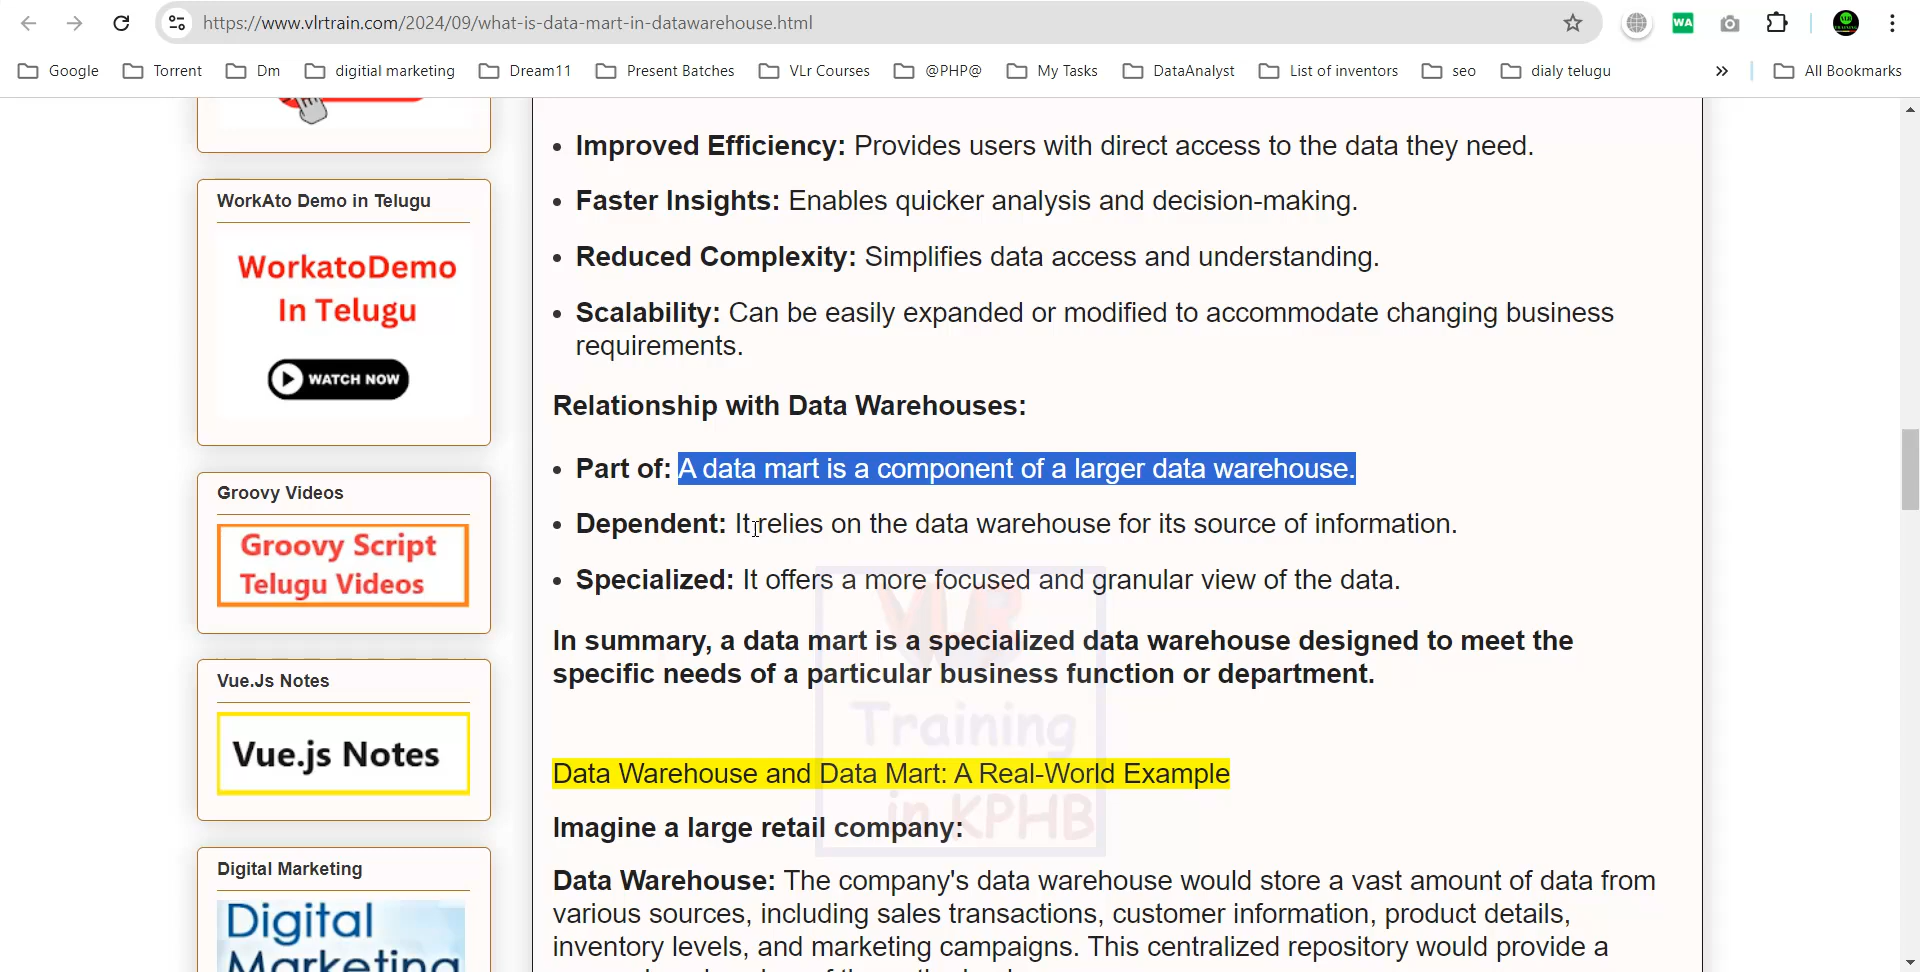 https://www.vlrtrain.com/2024/09/what-is-data-mart-in-datawarehouse.html
WA
Google
Torrent
Dm
digitial marketing
Dream11
Present Batches
VLr Courses
@PHP@
My Tasks
DataAnalyst
List of inventors
seo
dialy telugu
»
All Bookmarks
WorkAto Demo in Telugu
WorkatoDemo
In Telugu
WATCH NOW
Groovy Videos
Groovy Script
Telugu Videos
Vue.Js Notes
Vue.js Notes
Digital Marketing
Digital
Marketing
• Improved Efficiency: Provides users with direct access to the data they need.
• Faster Insights: Enables quicker analysis and decision-making.
• Reduced Complexity: Simplifies data access and understanding.
• Scalability: Can be easily expanded or modified to accommodate changing business
requirements.
Relationship with Data Warehouses:
• Part of: A data mart is a component of a larger data warehouse.
• Dependent: It relies on the data warehouse for its source of information.
• Specialized: It offers a more focused and granular view of the data.
In summary, a data mart is a specialized data warehouse designed to meet the
specific needs of a particular business function or department.
Data Warehouse and Data Mart: A Real-World Example
Imagine a large retail company:
Data Warehouse: The company's data warehouse would store a vast amount of data from
various sources, including sales transactions, customer information, product details,
inventory levels, and marketing campaigns. This centralized repository would provide a
VLR
Training
in KPHB